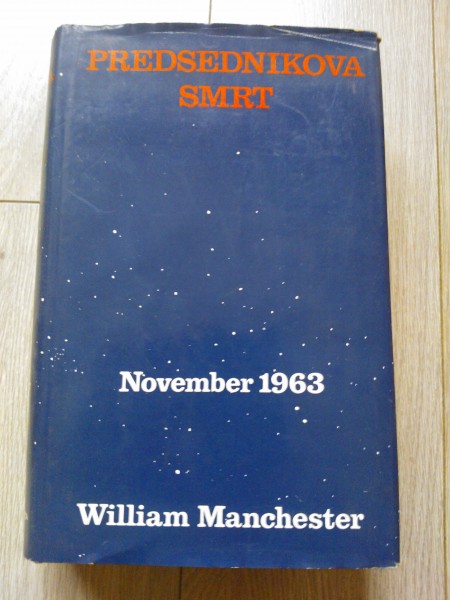 PREDSEDNIKOVA
SMRT
November 1963
William Manchester